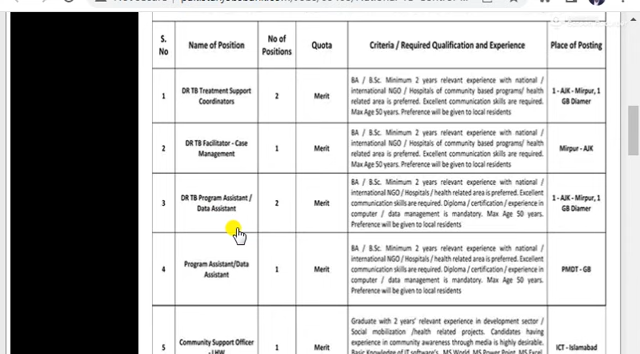 S. No
Name of Position
No of Positions
Quota
Criteria / Required Qualification and Experience
Place of Posting
1
DR TB Treatment Support
Coordinators
2
Merit
BA / B.Sc. Minimum 2 years relevant experience with national /
international NGO / Hospitals of community based programs/ health
related area is preferred. Excellent communication skills are required.
Max Age 50 years. Preference will be given to local residents
1 - AJK - Mirpur, 1
GB Diamer
2
DR TB Facilitator - Case
Management
1
Merit
BA / B.Sc. Minimum 2 years relevant experience with national /
international NGO / Hospitals of community based programs/ health
related area is preferred. Excellent communication skills are required.
Max Age 50 years. Preference will be given to local residents
Mirpur - AJK
3
DR TB Program Assistant /
Data Assistant
2
Merit
BA / B.Sc. Minimum 2 years relevant experience with national /
international NGO / Hospitals /health related area is preferred. Excellent
communication skills are required. Diploma / certification / experience in
computer / data management is mandatory. Max Age 50 years.
Preference will be given to local residents
1 - AJK - Mirpur, 1
GB Diamer
4
Program Assistant/Data
Assistant
1
Merit
BA / B.Sc. Minimum 2 years relevant experience with national /
international NGO / Hospitals /health related area is preferred. Excellent
communication skills are required. Diploma / certification / experience in
computer / data management is mandatory. Max Age 50 years.
Preference will be given to local residents
PMDT - GB
5
Community Support Officer
- LHW
1
Merit
Graduate with 2 years' relevant experience in development sector /
Social mobilization /health related projects. Candidates having
experience in community awareness through media is highly desirable.
Basic Knowledge of IT software's, MS World, MS Power Point, MS Excel
ICT - Islamabad